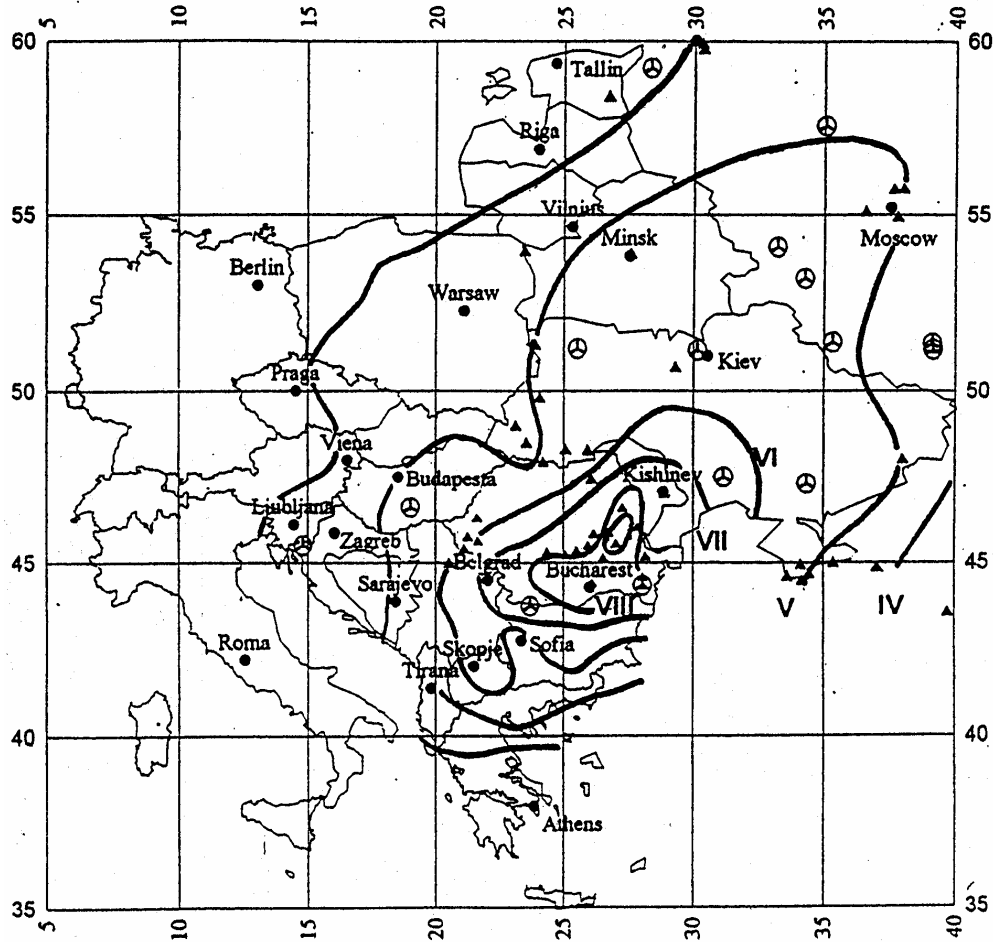 5 10 15 20 25 30 35 40
60 60
Tallin
Riga
55 55
Vilnius
Moscow
Minsk
Berlin
Warsaw
Kiev
Praga
50 50
Viena
VI
Budapesta
Kishinev
Ljubljana
Zagreb
VII
45 45
Belgrad
Bucharest
Sarajevo
VIII
V
IV
Roma
Skopje
Sofia
Tirana
40 40
Athens
35 35
5 10 15 20 25 30 35 40